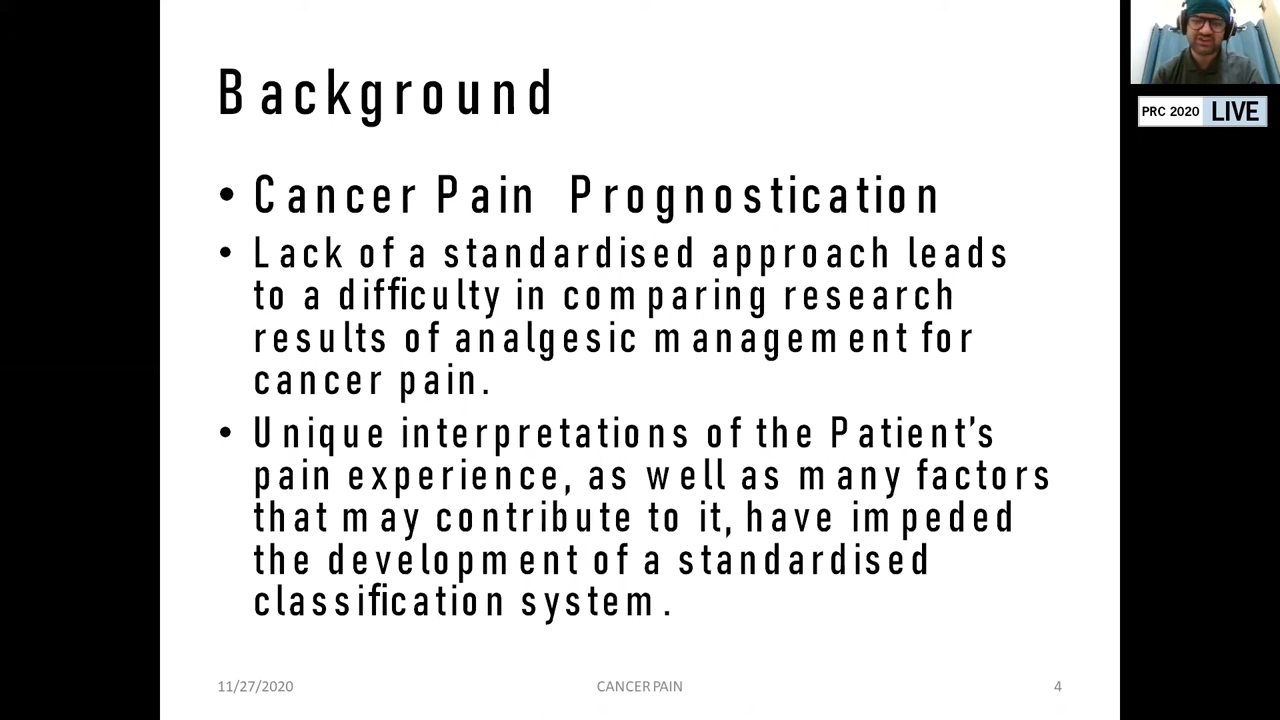 Background
• Cancer Pain Prognostication
• Lack of a standardised approach leads
to a difficulty in comparing research
results of analgesic management for
cancer pain.
• Unique interpretations of the Patient’s
pain experience, as well as many factors
that may contribute to it, have impeded
the development of a standardised
classification system.
11/27/2020 CANCER PAIN 4
PRC 2020 LIVE